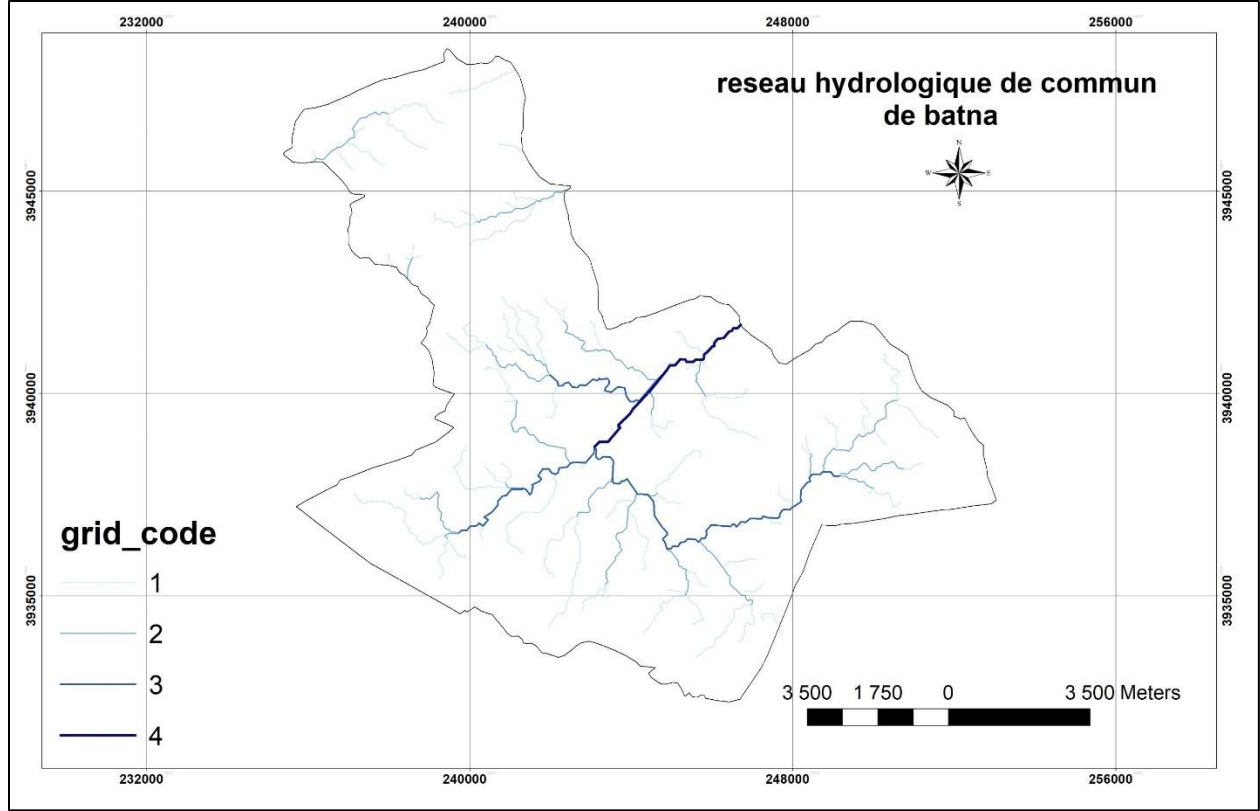 232000 240000 248000 256000
reseau hydrologique de commun
de batna
N
W E
S
3945000 3945000
3940000 3940000
grid_code
1
2
3
4
3935000 3935000
3 500 1 750 0 3 500 Meters
232000 240000 248000 256000